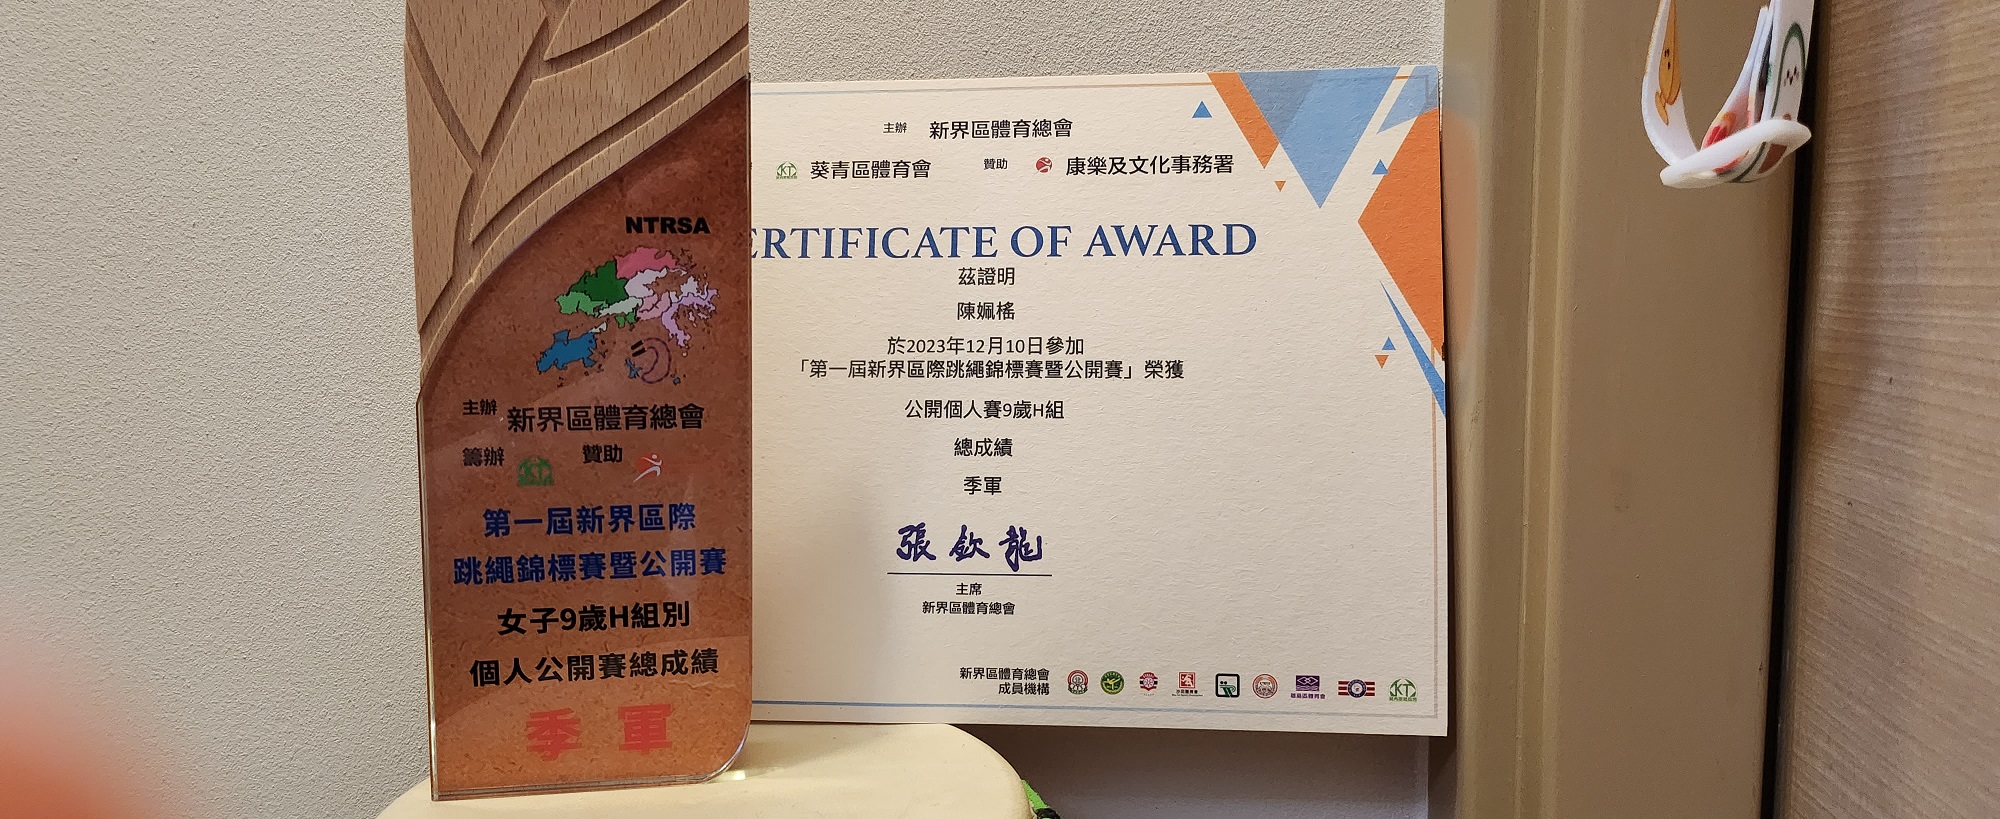 NTRSA
主辦 新界區體育總會
籌辦 KT 贊助
第一屆新界區際
跳繩錦標賽暨公開賽
女子9歲H組別
個人公開賽總成績
季軍
主辦 新界區體育總會
KT 葵青區體育會 贊助 康樂及文化事務署
ERTIFICATE OF AWARD
茲證明
陳姵榣
於2023年12月10日參加
「第一屆新界區際跳繩錦標賽暨公開賽」榮獲
公開個人賽9歲H組
總成績
季軍
張欽龍
主席
新界區體育總會
新界區體育總會
成員機構
KT